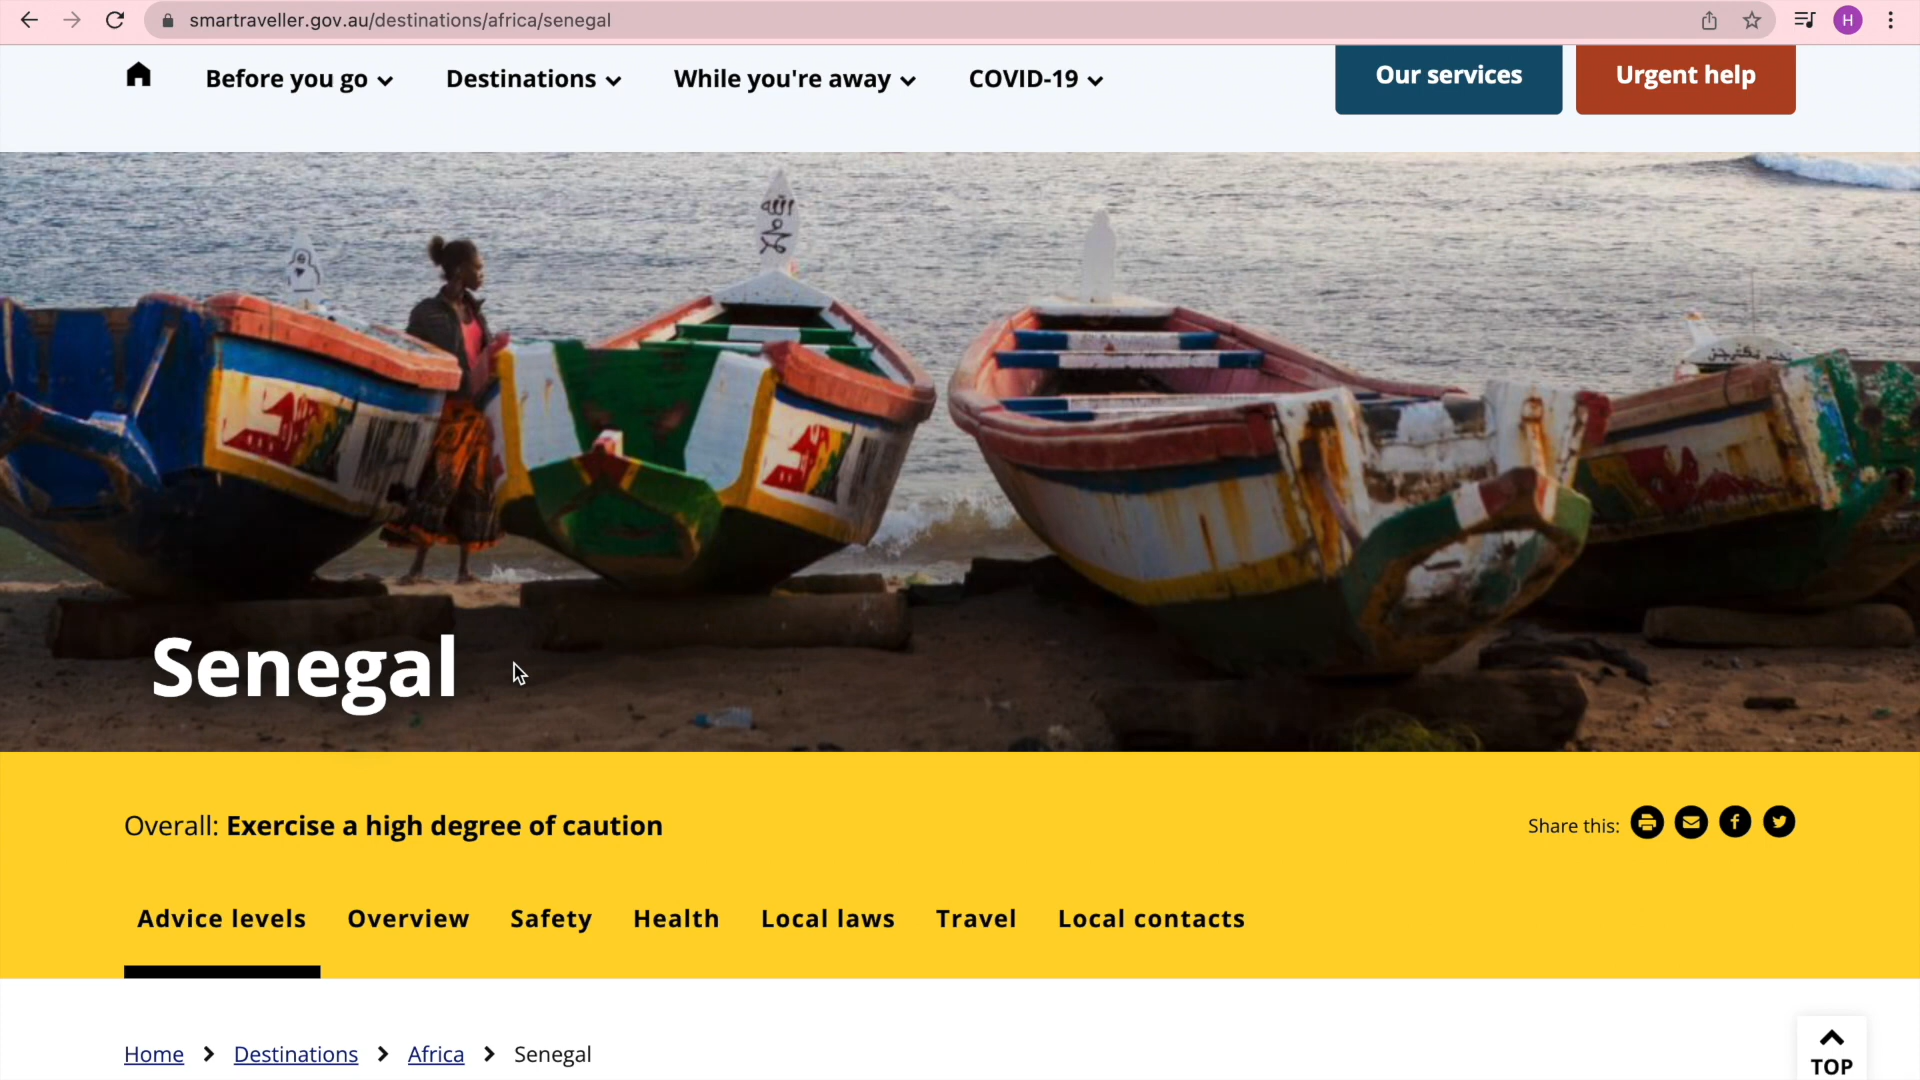 smartraveller.gov.au/destinations/africa/senegal
H
Before you go
Destinations
While you're away
COVID-19
Our services
Urgent help
الله
Senegal
Overall: Exercise a high degree of caution
Share this:
Advice levels
Overview
Safety
Health
Local laws
Travel
Local contacts
Home
Destinations
Africa
Senegal
TOP